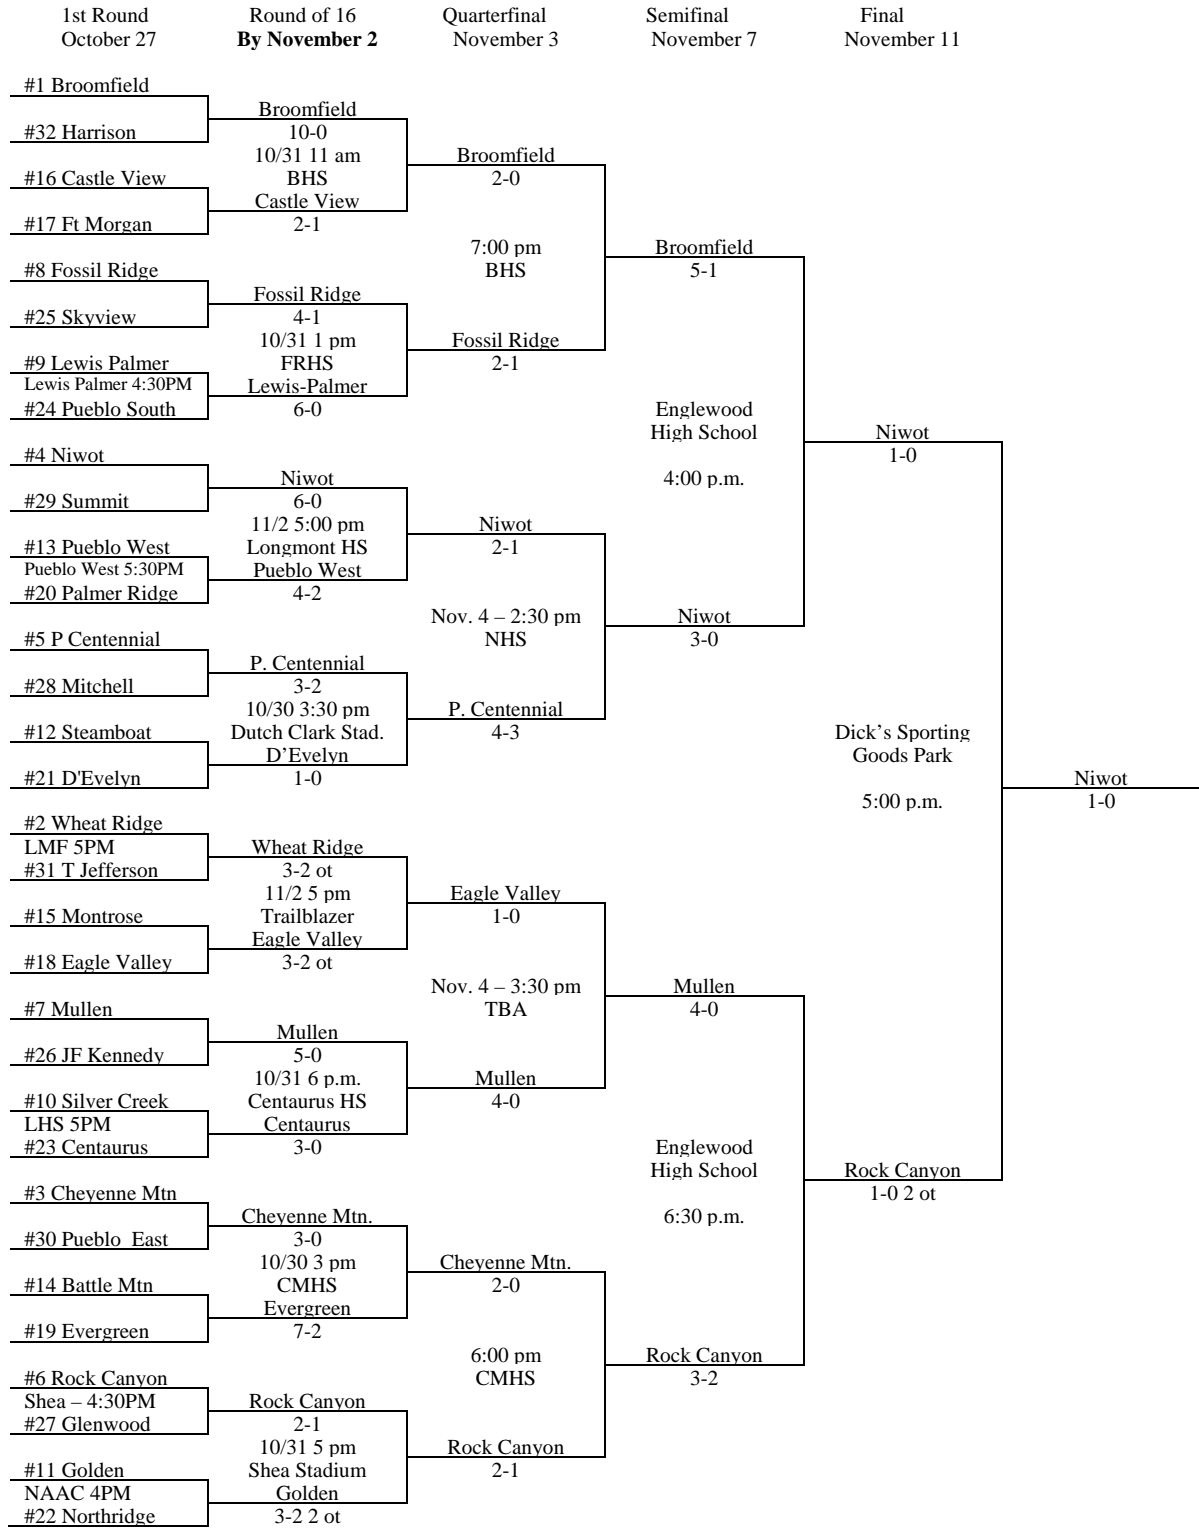 1st Round
October 27
Round of 16
By November 2
Quarterfinal
November 3
Semifinal
November 7
Final
November 11
#1 Broomfield
#32 Harrison
#16 Castle View
#17 Ft Morgan
#8 Fossil Ridge
#25 Skyview
#9 Lewis Palmer
Lewis Palmer 4:30PM
#24 Pueblo South
#4 Niwot
#29 Summit
#13 Pueblo West
Pueblo West 5:30PM
#20 Palmer Ridge
#5 P Centennial
#28 Mitchell
#12 Steamboat
#21 D'Evelyn
#2 Wheat Ridge
LMF 5PM
#31 T Jefferson
#15 Montrose
#18 Eagle Valley
#7 Mullen
#26 JF Kennedy
#10 Silver Creek
LHS 5PM
#23 Centaurus
#3 Cheyenne Mtn
#30 Pueblo  East
#14 Battle Mtn
#19 Evergreen
#6 Rock Canyon
Shea – 4:30PM
#27 Glenwood
#11 Golden
NAAC 4PM
#22 Northridge
Broomfield
10-0
10/31 11 am
BHS
Castle View
2-1
Fossil Ridge
4-1
10/31 1 pm
FRHS
Lewis-Palmer
6-0
Niwot
6-0
11/2 5:00 pm
Longmont HS
Pueblo West
4-2
P. Centennial
3-2
10/30 3:30 pm
Dutch Clark Stad.
D’Evelyn
1-0
Wheat Ridge
3-2 ot
11/2 5 pm
Trailblazer
Eagle Valley
3-2 ot
Mullen
5-0
10/31 6 p.m.
Centaurus HS
Centaurus
3-0
Cheyenne Mtn.
3-0
10/30 3 pm
CMHS
Evergreen
7-2
Rock Canyon
2-1
10/31 5 pm
Shea Stadium
Golden
3-2 2 ot
Broomfield
2-0
7:00 pm
BHS
Fossil Ridge
2-1
Niwot
2-1
Nov. 4 – 2:30 pm
NHS
P. Centennial
4-3
Eagle Valley
1-0
Nov. 4 – 3:30 pm
TBA
Mullen
4-0
Cheyenne Mtn.
2-0
6:00 pm
CMHS
Rock Canyon
2-1
Broomfield
5-1
Englewood
High School
4:00 p.m.
Niwot
3-0
Mullen
4-0
Englewood
High School
6:30 p.m.
Rock Canyon
3-2
Niwot
1-0
Dick’s Sporting
Goods Park
5:00 p.m.
Rock Canyon
1-0 2 ot
Niwot
1-0